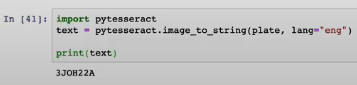 In [41]: import pytesseract
text = pytesseract.image_to_string(plate, lang="eng")
print(text)
3JOH22A